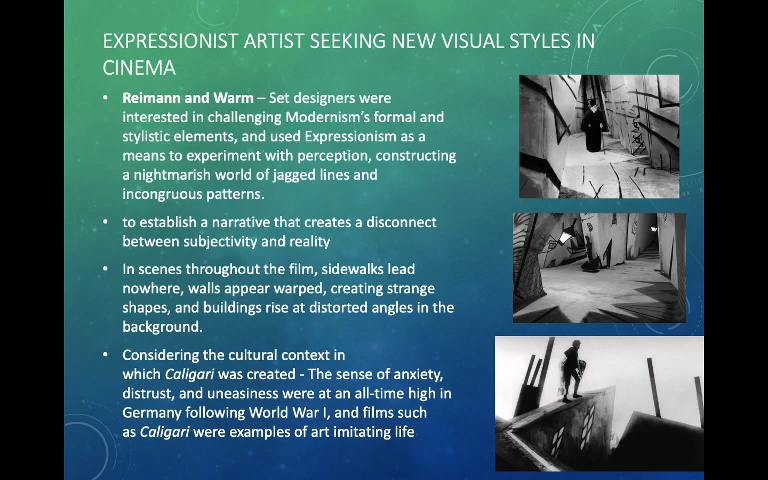 EXPRESSIONIST ARTIST SEEKING NEW VISUAL STYLES IN
CINEMA
• Reimann and Warm – Set designers were
interested in challenging Modernism's formal and
stylistic elements, and used Expressionism as a
means to experiment with perception, constructing
a nightmarish world of jagged lines and
incongruous patterns.
• to establish a narrative that creates a disconnect
between subjectivity and reality
• In scenes throughout the film, sidewalks lead
nowhere, walls appear warped, creating strange
shapes, and buildings rise at distorted angles in the
background.
• Considering the cultural context in
which Caligari was created - The sense of anxiety,
distrust, and uneasiness were at an all-time high in
Germany following World War I, and films such
as Caligari were examples of art imitating life